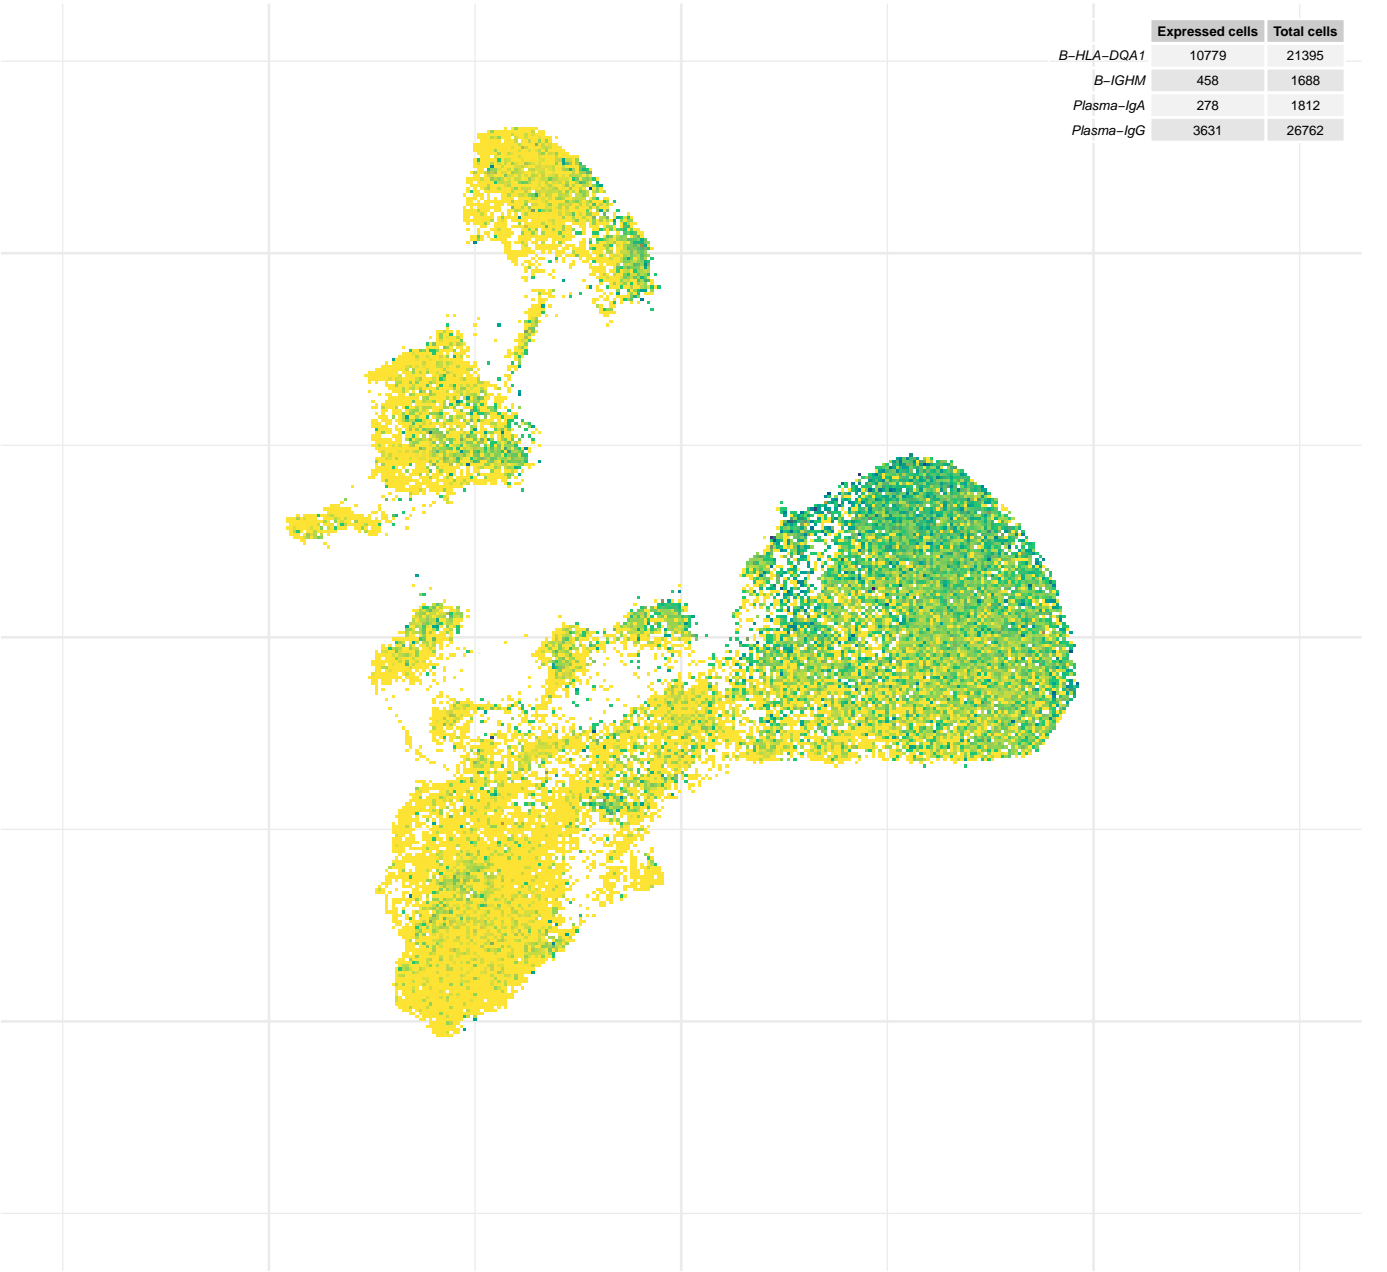 Expressed cells Total cells
B−HLA−DQA1 10779 21395
B−IGHM 458 1688
Plasma−IgA 278 1812
Plasma−IgG 3631 26762